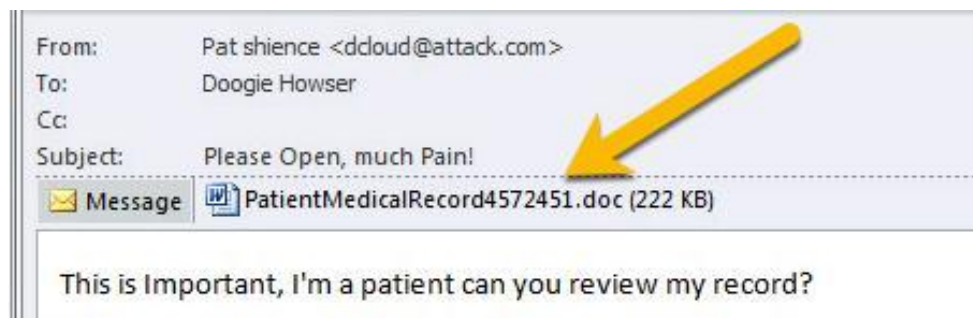 From: Pat shience <dcloud@attack.com>
To: Doogie Howser
Cc:
Subject: Please Open, much Pain!
Message PatientMedicalRecord4572451.doc (222 KB)
This is Important, I'm a patient can you review my record?